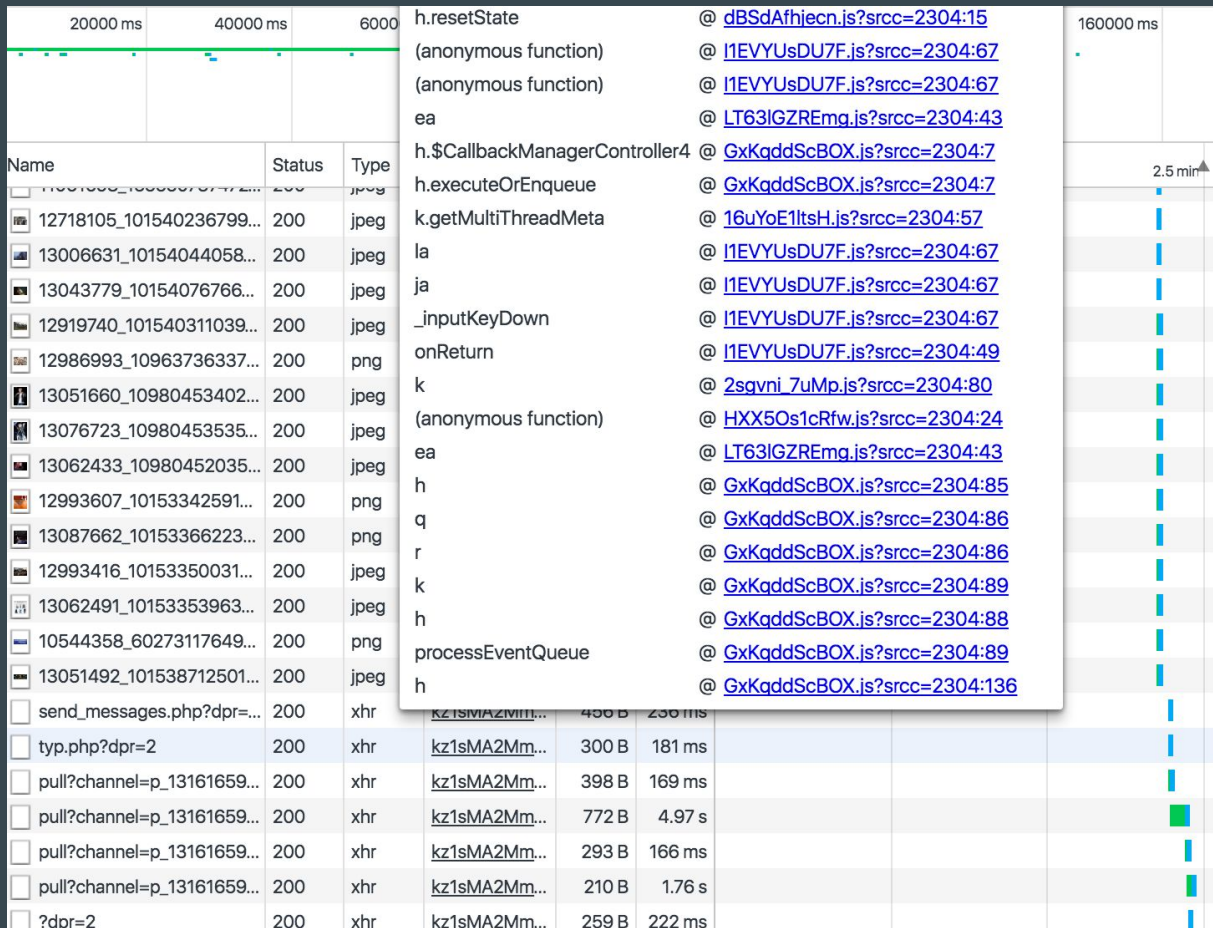 20000 ms 40000 ms 6000 160000 ms
h.resetState @ dBSdAfhjecn.js?srcc=2304:15
(anonymous function) @ l1EVYUsDU7F.js?srcc=2304:67
(anonymous function) @ l1EVYUsDU7F.js?srcc=2304:67
ea @ LT63lGZREmg.js?srcc=2304:43
h.$CallbackManagerController4 @ GxKqddScBOX.js?srcc=2304:7
h.executeOrEnqueue @ GxKqddScBOX.js?srcc=2304:7
k.getMultiThreadMeta @ 16uYoE1ltsH.js?srcc=2304:57
la @ l1EVYUsDU7F.js?srcc=2304:67
ja @ l1EVYUsDU7F.js?srcc=2304:67
_inputKeyDown @ l1EVYUsDU7F.js?srcc=2304:67
onReturn @ l1EVYUsDU7F.js?srcc=2304:49
k @ 2sgvni_7uMp.js?srcc=2304:80
(anonymous function) @ HXX5Os1cRfw.js?srcc=2304:24
ea @ LT63lGZREmg.js?srcc=2304:43
h @ GxKqddScBOX.js?srcc=2304:85
q @ GxKqddScBOX.js?srcc=2304:86
r @ GxKqddScBOX.js?srcc=2304:86
k @ GxKqddScBOX.js?srcc=2304:89
h @ GxKqddScBOX.js?srcc=2304:88
processEventQueue @ GxKqddScBOX.js?srcc=2304:89
h @ GxKqddScBOX.js?srcc=2304:136
Name Status Type 2.5 min
12718105_101540236799... 200 jpeg
13006631_10154044058... 200 jpeg
13043779_10154076766... 200 jpeg
12919740_101540311039... 200 jpeg
12986993_10963736337... 200 png
13051660_10980453402... 200 jpeg
13076723_10980453535... 200 jpeg
13062433_10980452035... 200 jpeg
12993607_10153342591... 200 png
13087662_10153366223... 200 png
12993416_10153350031... 200 jpeg
13062491_10153353963... 200 jpeg
10544358_60273117649... 200 png
13051492_101538712501... 200 jpeg
send_messages.php?dpr=... 200 xhr kz1sMA2Mm... 456 B 236 ms
typ.php?dpr=2 200 xhr kz1sMA2Mm... 300 B 181 ms
pull?channel=p_13161659... 200 xhr kz1sMA2Mm... 398 B 169 ms
pull?channel=p_13161659... 200 xhr kz1sMA2Mm... 772 B 4.97 s
pull?channel=p_13161659... 200 xhr kz1sMA2Mm... 293 B 166 ms
pull?channel=p_13161659... 200 xhr kz1sMA2Mm... 210 B 1.76 s
?dpr=2 200 xhr kz1sMA2Mm... 259 B 222 ms